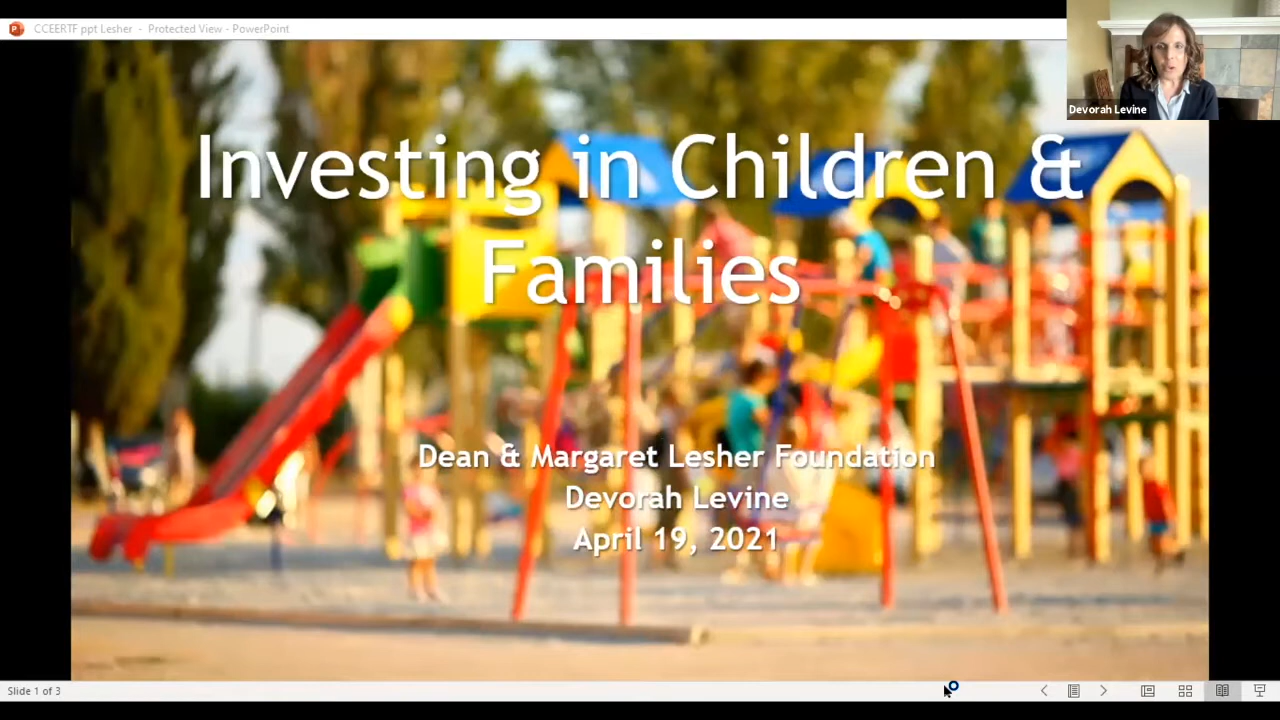 CCEERTF ppt Lesher - Protected View - PowerPoint
Devorah Levine
Investing in Children &
Families
Dean & Margaret Lesher Foundation
Devorah Levine
April 19, 2021
Slide 1 of 3